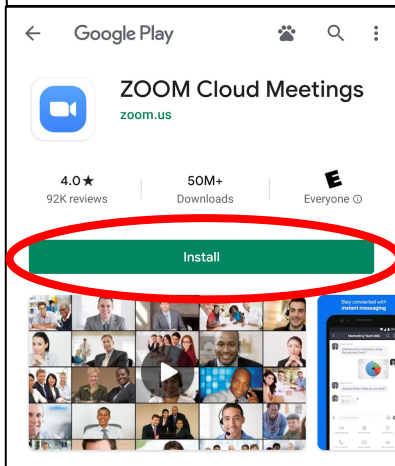 Google Play
ZOOM Cloud Meetings
zoom.us
4.0★
92K reviews
50M+
Downloads
E
Everyone
Install
Stay connected with
instant messaging